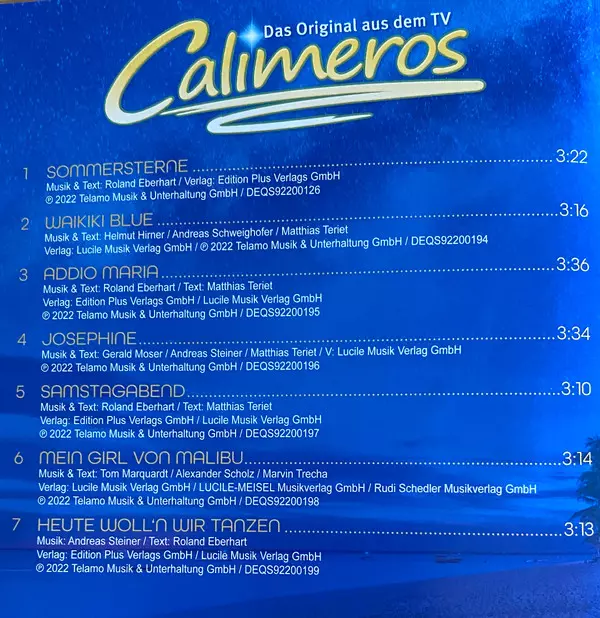 Das Original aus dem TV
Calimeros
1 SOMMERSTERNE 3:22
Musik & Text: Roland Eberhart / Verlag: Edition Plus Verlags GmbH
℗ 2022 Telamo Musik & Unterhaltung GmbH / DEQS92200126
2 WAIKIKI BLUE 3:16
Musik & Text: Helmut Hirner / Andreas Schweighofer / Matthias Teriet
Verlag: Lucile Musik Verlag GmbH / ℗ 2022 Telamo Musik & Unterhaltung GmbH / DEQS92200194
3 ADDIO MARIA 3:36
Musik & Text: Roland Eberhart / Text: Matthias Teriet
Verlag: Edition Plus Verlags GmbH / Lucile Musik Verlag GmbH
℗ 2022 Telamo Musik & Unterhaltung GmbH / DEQS92200195
4 JOSEPHINE 3:34
Musik & Text: Gerald Moser / Andreas Steiner / Matthias Teriet / V: Lucile Musik Verlag GmbH
℗ 2022 Telamo Musik & Unterhaltung GmbH / DEQS92200196
5 SAMSTAGABEND 3:10
Musik & Text: Roland Eberhart / Text: Matthias Teriet
Verlag: Edition Plus Verlags GmbH / Lucile Musik Verlag GmbH
℗ 2022 Telamo Musik & Unterhaltung GmbH / DEQS92200197
6 MEIN GIRL VON MALIBU 3:14
Musik & Text: Tom Marquardt / Alexander Scholz / Marvin Trecha
Verlag: Lucile Musik Verlag GmbH / LUCILE-MEISEL Musikverlag GmbH / Rudi Schedler Musikverlag GmbH
℗ 2022 Telamo Musik & Unterhaltung GmbH / DEQS92200198
7 HEUTE WOLL'N WIR TANZEN 3:13
Musik: Andreas Steiner / Text: Roland Eberhart
Verlag: Edition Plus Verlags GmbH / Lucile Musik Verlag GmbH
℗ 2022 Telamo Musik & Unterhaltung GmbH / DEQS92200199